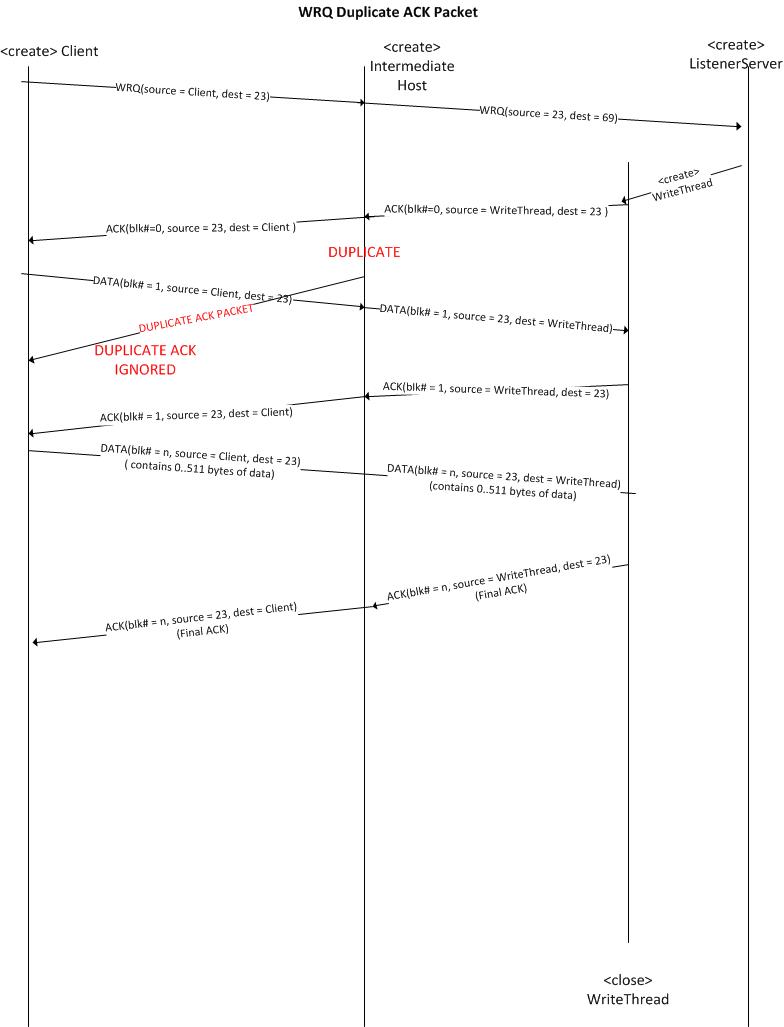 WRQ Duplicate ACK Packet
<create> Client
<create>
Intermediate
Host
<create>
ListenerServer
WRQ(source = Client, dest = 23)
WRQ(source = 23, dest = 69)
<create>
WriteThread
ACK(blk#=0, source = WriteThread, dest = 23 )
ACK(blk#=0, source = 23, dest = Client )
DUPLICATE
DATA(blk# = 1, source = Client, dest = 23)
DATA(blk# = 1, source = 23, dest = WriteThread)
DUPLICATE ACK PACKET
DUPLICATE ACK
IGNORED
ACK(blk# = 1, source = WriteThread, dest = 23)
ACK(blk# = 1, source = 23, dest = Client)
DATA(blk# = n, source = Client, dest = 23)
( contains 0..511 bytes of data)
DATA(blk# = n, source = 23, dest = WriteThread)
(contains 0..511 bytes of data)
ACK(blk# = n, source = WriteThread, dest = 23)
(Final ACK)
ACK(blk# = n, source = 23, dest = Client)
(Final ACK)
<close>
WriteThread